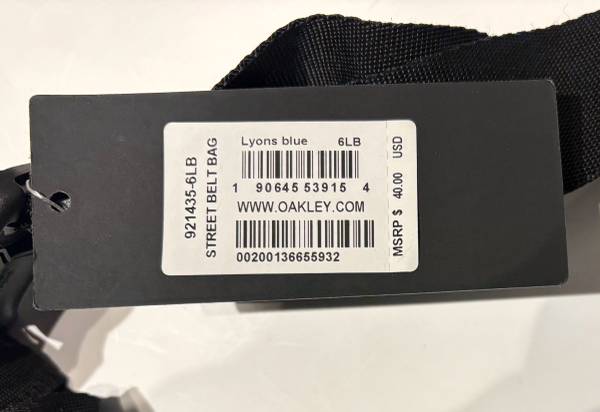 921435-6LB
STREET BELT BAG
Lyons blue 6LB
1 90645 53915 4
WWW.OAKLEY.COM
00200136655932
MSRP $ 40.00 USD